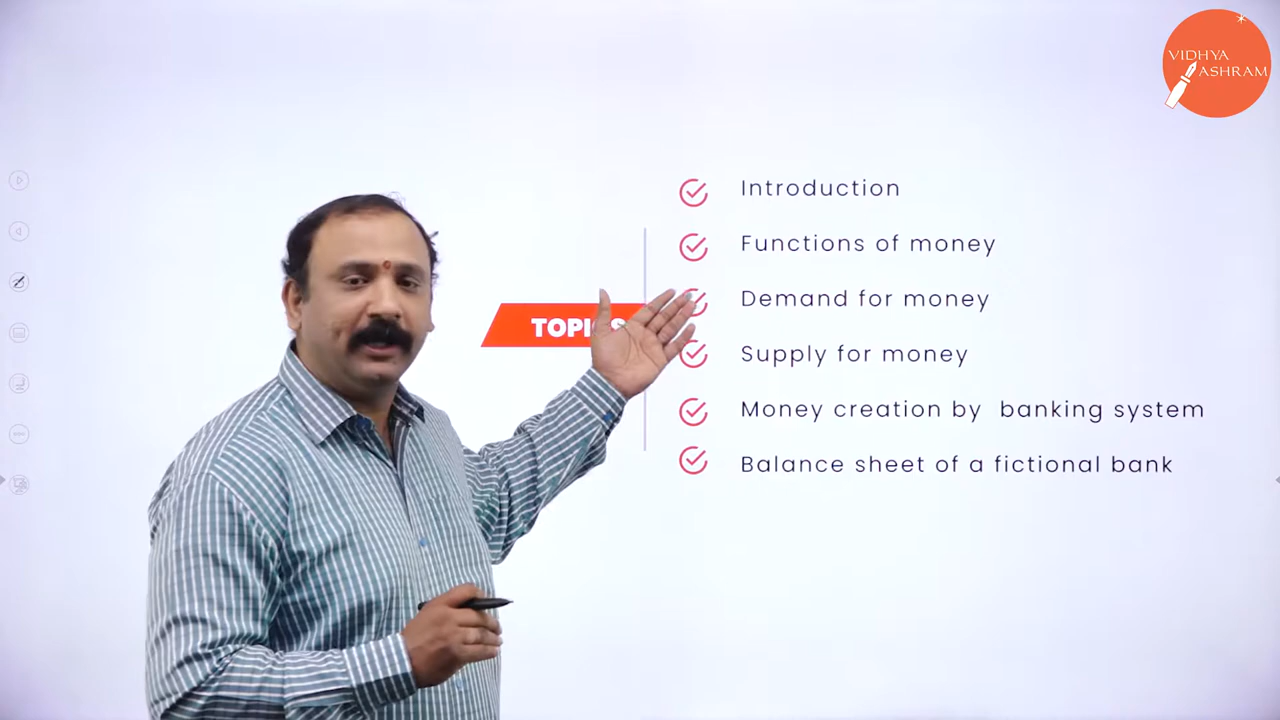 VIDHYA
ASHRAM
Introduction
Functions of money
Demand for money
TOPICS
Supply for money
Money creation by banking system
Balance sheet of a fictional bank